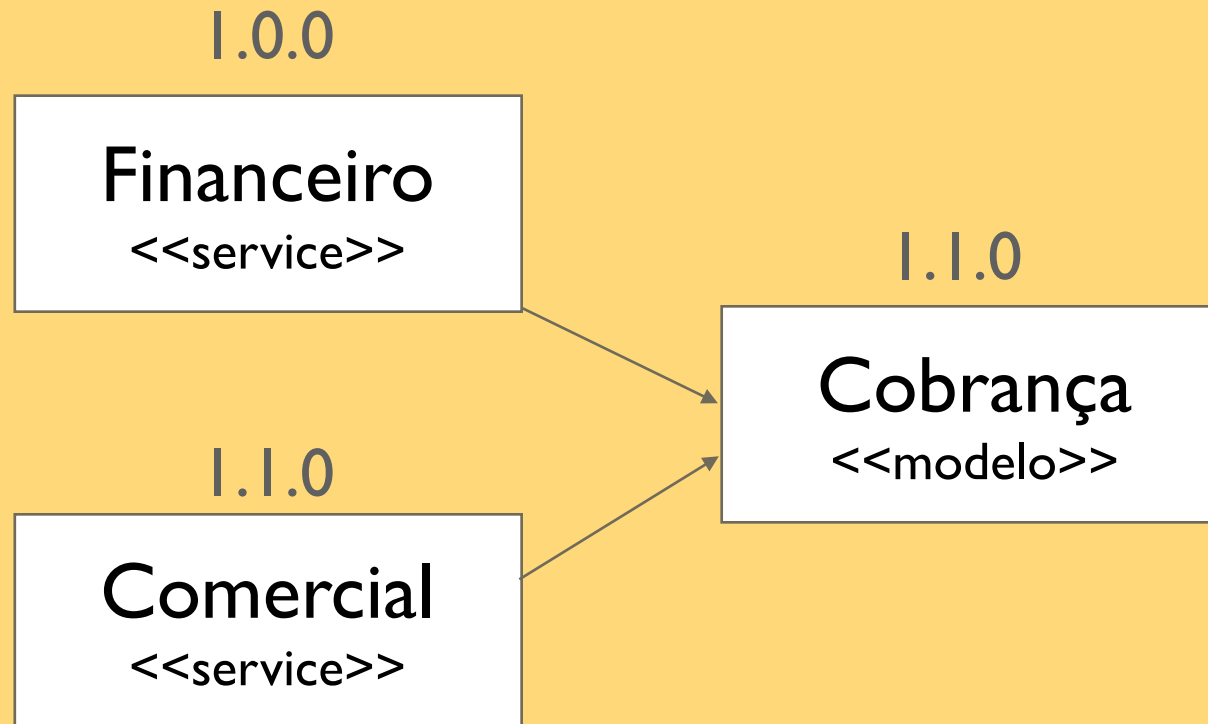 1.0.0
Financeiro
<<service>>
1.1.0
Cobrança
<<modelo>>
1.1.0
Comercial
<<service>>